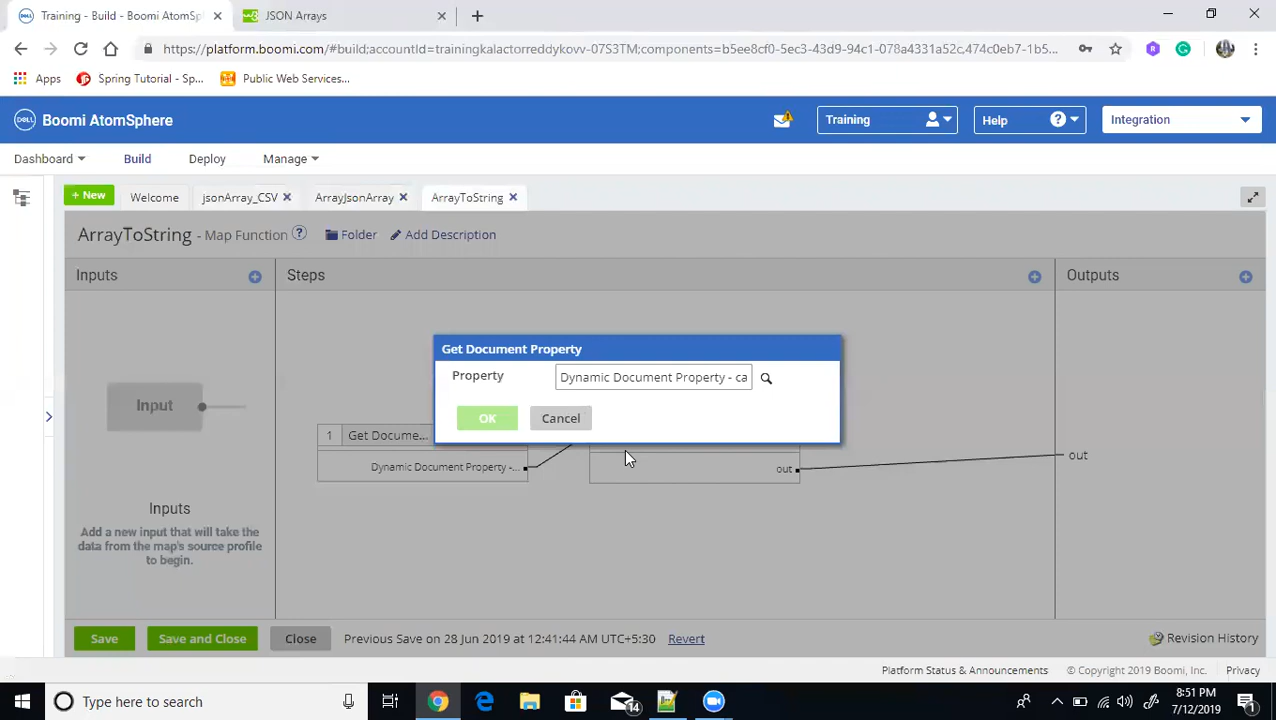 Training - Build - Boomi AtomSp
JSON Arrays
https://platform.boomi.com/#build;accountId=trainingkalactorreddykovv-07S3TM;components=b5ee8cf0-5ec3-43d9-94c1-078a4331a52c,474c0eb7-1b5...
Apps
Spring Tutorial - Sp...
Public Web Services...
DELL
Boomi AtomSphere
Training
Help
Integration
Dashboard
Build
Deploy
Manage
+ New
Welcome
jsonArray_CSV
ArrayJsonArray
ArrayToString
ArrayToString - Map Function
Folder
Add Description
Inputs
Steps
Outputs
Get Document Property
Property
Dynamic Document Property - ca
OK
Cancel
Input
1
Get Docume...
Dynamic Document Property -...
out
out
Inputs
Add a new input that will take the
data from the map's source profile
to begin.
Save
Save and Close
Close
Previous Save on 28 Jun 2019 at 12:41:44 AM UTC+5:30
Revert
Revision History
Platform Status & Announcements
© Copyright 2019 Boomi, Inc.
Privacy
Type here to search
14
8:51 PM
7/12/2019
1